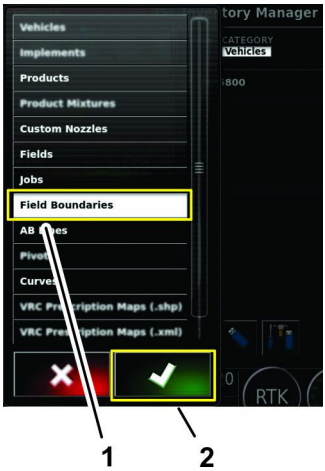 tory Manager
CATEGORY
Vehicles
Vehicles
Implements
5800
Products
Product Mixtures
Custom Nozzles
Fields
Jobs
Field Boundaries
AB Lines
Pivots
Curves
VRC Prescription Maps (.shp)
VRC Prescription Maps (.xml)
0
RTK
1
2